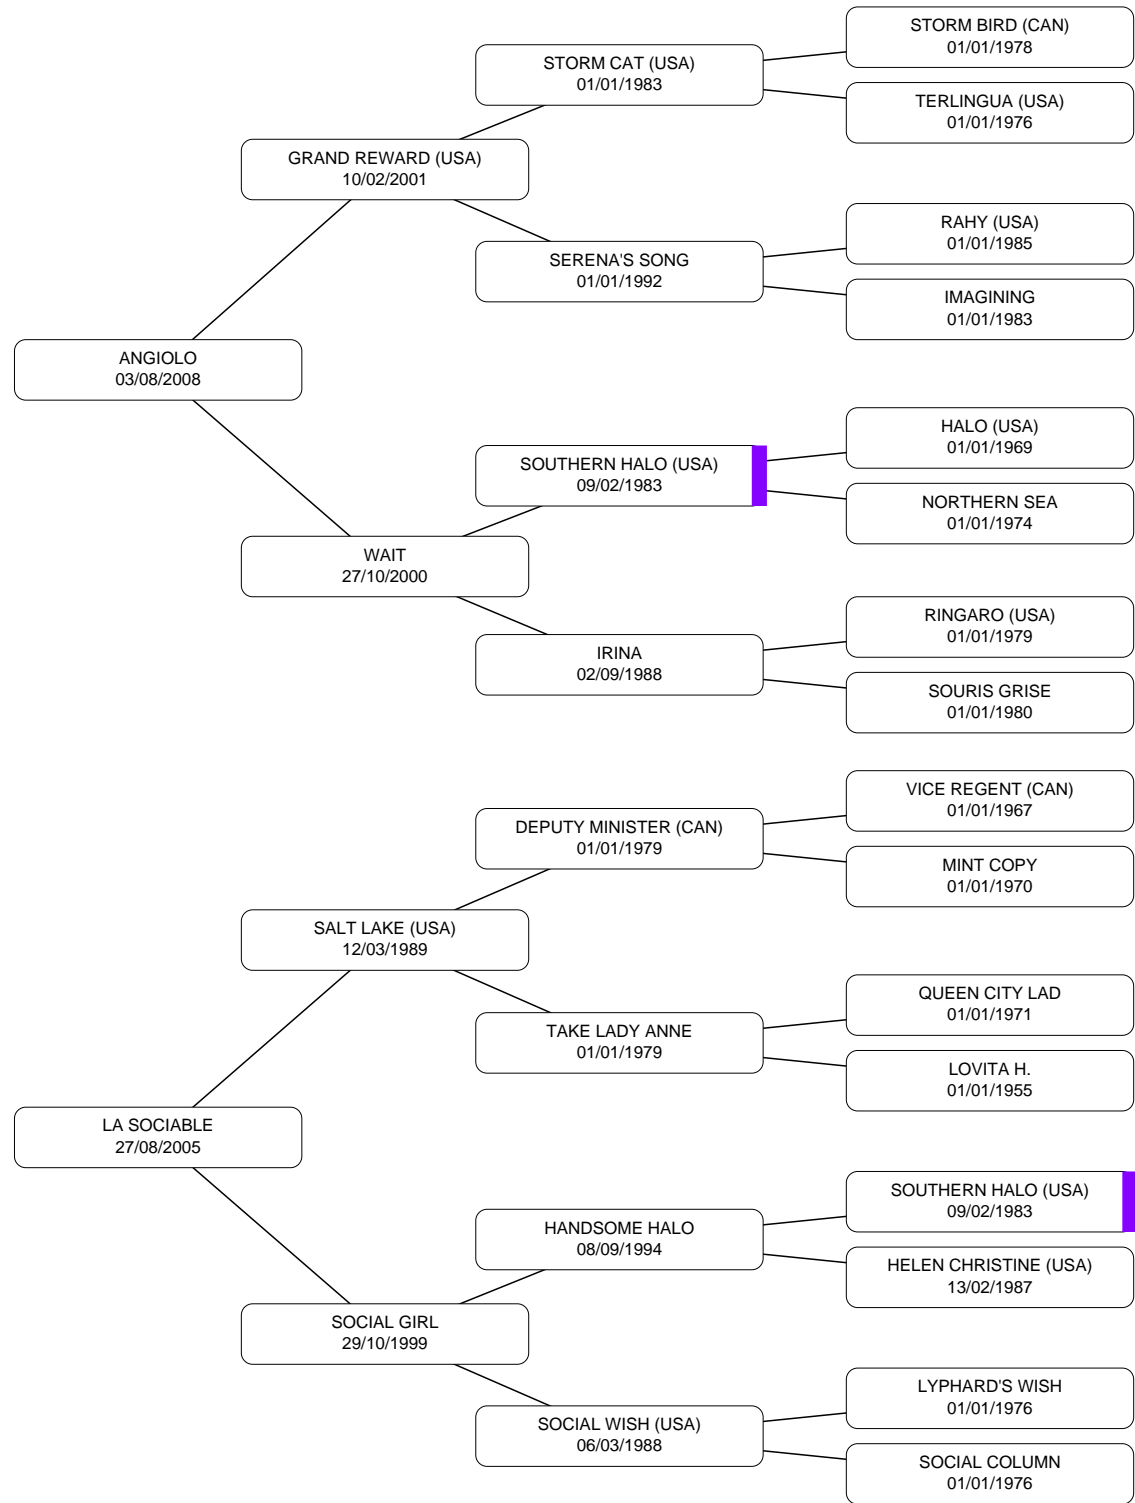 STORM BIRD (CAN)
01/01/1978
STORM CAT (USA)
01/01/1983
TERLINGUA (USA)
01/01/1976
GRAND REWARD (USA)
10/02/2001
RAHY (USA)
01/01/1985
SERENA'S SONG
01/01/1992
IMAGINING
01/01/1983
ANGIOLO
03/08/2008
HALO (USA)
01/01/1969
SOUTHERN HALO (USA)
09/02/1983
NORTHERN SEA
01/01/1974
WAIT
27/10/2000
RINGARO (USA)
01/01/1979
IRINA
02/09/1988
SOURIS GRISE
01/01/1980
VICE REGENT (CAN)
01/01/1967
DEPUTY MINISTER (CAN)
01/01/1979
MINT COPY
01/01/1970
SALT LAKE (USA)
12/03/1989
QUEEN CITY LAD
01/01/1971
TAKE LADY ANNE
01/01/1979
LOVITA H.
01/01/1955
LA SOCIABLE
27/08/2005
SOUTHERN HALO (USA)
09/02/1983
HANDSOME HALO
08/09/1994
HELEN CHRISTINE (USA)
13/02/1987
SOCIAL GIRL
29/10/1999
LYPHARD'S WISH
01/01/1976
SOCIAL WISH (USA)
06/03/1988
SOCIAL COLUMN
01/01/1976